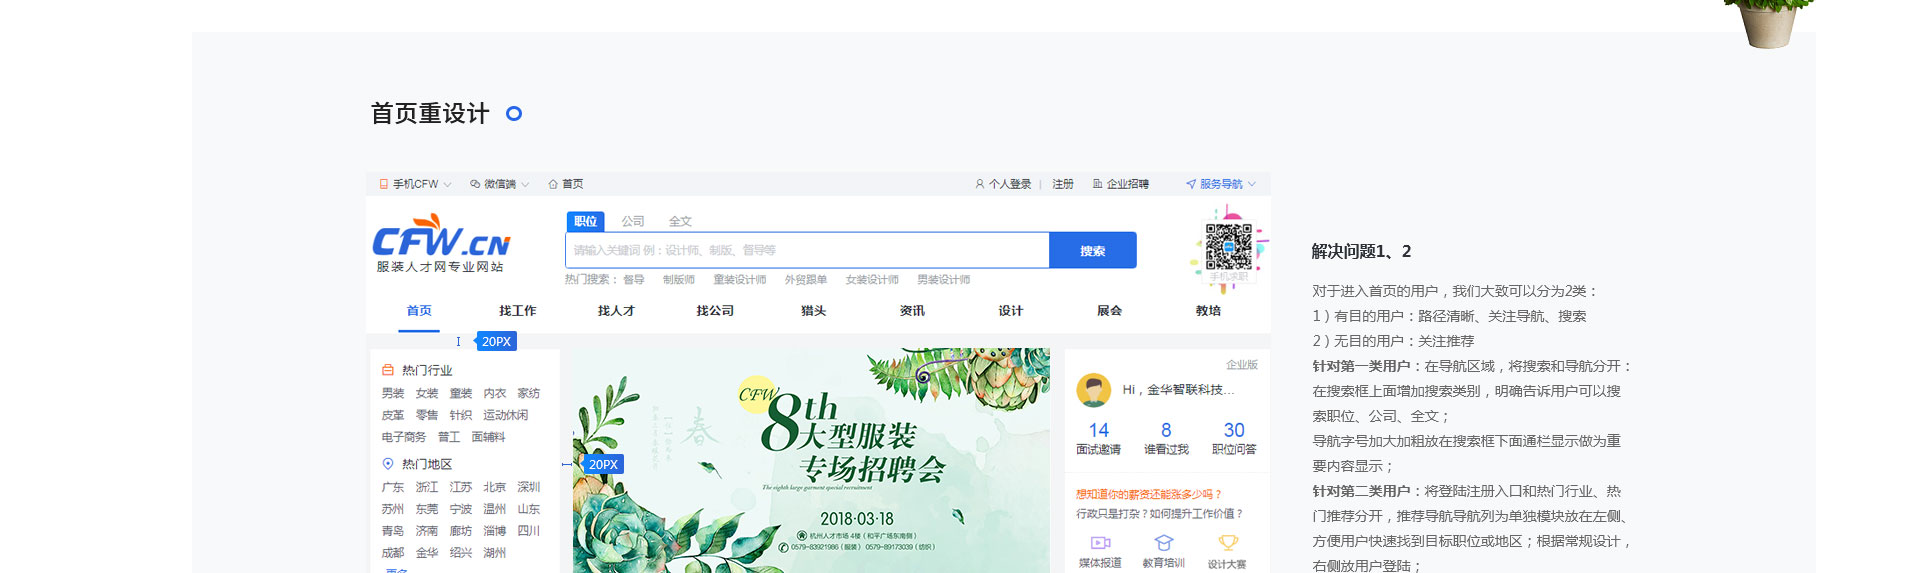 首页重设计
手机CFW 微信端 首页 个人登录 | 注册 企业招聘 服务导航
CFW.CN
服装人才网专业网站
职位 公司 全文
请输入关键词 例：设计师、制版、督导等 搜索
热门搜索： 督导 制版师 童装设计师 外贸跟单 女装设计师 男装设计师
手机求职
首页 找工作 找人才 找公司 猎头 资讯 设计 展会 教培
20PX
热门行业
男装 女装 童装 内衣 家纺
皮革 零售 针织 运动休闲
电子商务 普工 面辅料
热门地区
广东 浙江 江苏 北京 深圳
苏州 东莞 宁波 温州 山东
青岛 济南 廊坊 淄博 四川
成都 金华 绍兴 湖州
更多
20PX
CFW
8th
大型服装
专场招聘会
The eighth large garment special recruitment
春
2018·03·18
杭州人才市场 4楼（和平广场东南侧）
0579-83921986（服装） 0579-89173039（纺织）
企业版
Hi，金华智联科技...
14 8 30
面试邀请 谁看过我 职位问答
想知道你的薪资还能涨多少吗？
行政只是打杂？如何提升工作价值？
媒体报道 教育培训 设计大赛
解决问题1、2
对于进入首页的用户，我们大致可以分为2类：
1）有目的用户：路径清晰、关注导航、搜索
2）无目的用户：关注推荐
针对第一类用户：在导航区域，将搜索和导航分开：
在搜索框上面增加搜索类别，明确告诉用户可以搜
索职位、公司、全文；
导航字号加大加粗放在搜索框下面通栏显示做为重
要内容显示；
针对第二类用户：将登陆注册入口和热门行业、热
门推荐分开，推荐导航导航列为单独模块放在左侧、
方便用户快速找到目标职位或地区；根据常规设计，
右侧放用户登陆；